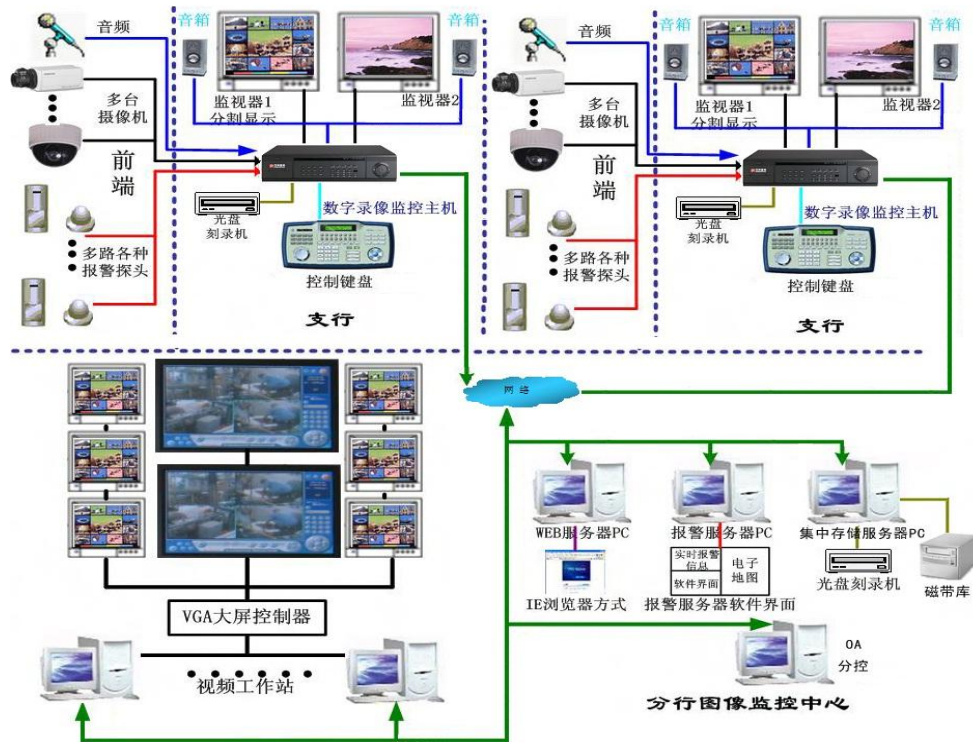 音频
音箱
音箱
监视器1
分割显示
监视器2
多台
摄像机
前
端
光盘
刻录机
数字录像监控主机
多路各种
报警探头
控制键盘
支行
音频
音箱
音箱
监视器1
分割显示
监视器2
多台
摄像机
前
端
光盘
刻录机
数字录像监控主机
多路各种
报警探头
控制键盘
支行
网络
WEB服务器PC
报警服务器PC
集中存储服务器PC
实时报警
信息
软件界面
电子
地图
IE浏览器方式
报警服务器软件界面
光盘刻录机
磁带库
VGA大屏控制器
视频工作站
OA
分控
分行图像监控中心